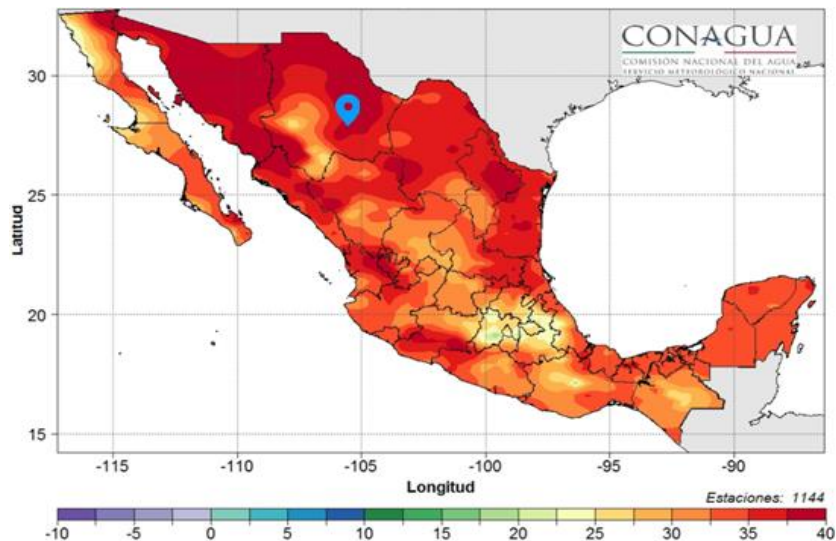 CONAGUA
COMISIÓN NACIONAL DEL AGUA
SERVICIO METEOROLÓGICO NACIONAL
30
25
20
15
Latitud
-115 -110 -105 -100 -95 -90
Longitud
Estaciones: 1144
-10 -5 0 5 10 15 20 25 30 35 40